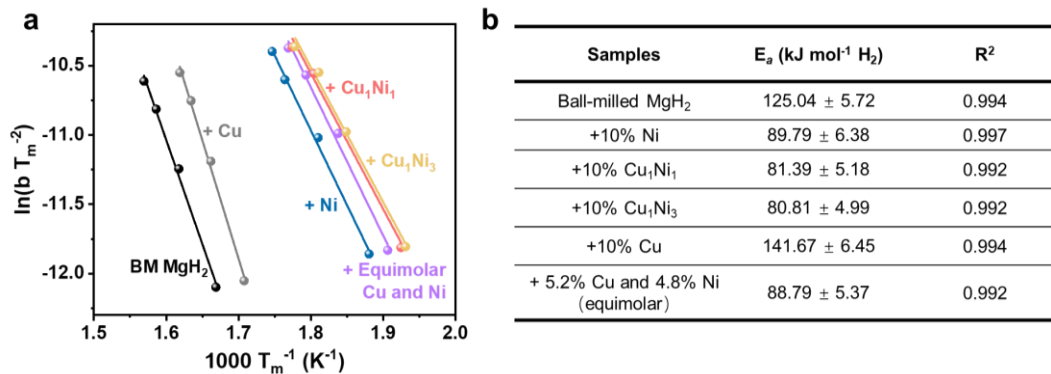 a
ln(b Tm⁻²)
-10.5
-11.0
-11.5
-12.0
+ Cu
+ Cu₁Ni₁
+ Cu₁Ni₃
+ Ni
BM MgH₂
+ Equimolar
Cu and Ni
1.5 1.6 1.7 1.8 1.9 2.0
1000 Tm⁻¹ (K⁻¹)
b
Samples Eₐ (kJ mol⁻¹ H₂) R²
Ball-milled MgH₂ 125.04 ± 5.72 0.994
+10% Ni 89.79 ± 6.38 0.997
+10% Cu₁Ni₁ 81.39 ± 5.18 0.992
+10% Cu₁Ni₃ 80.81 ± 4.99 0.992
+10% Cu 141.67 ± 6.45 0.994
+ 5.2% Cu and 4.8% Ni
(equimolar) 88.79 ± 5.37 0.992